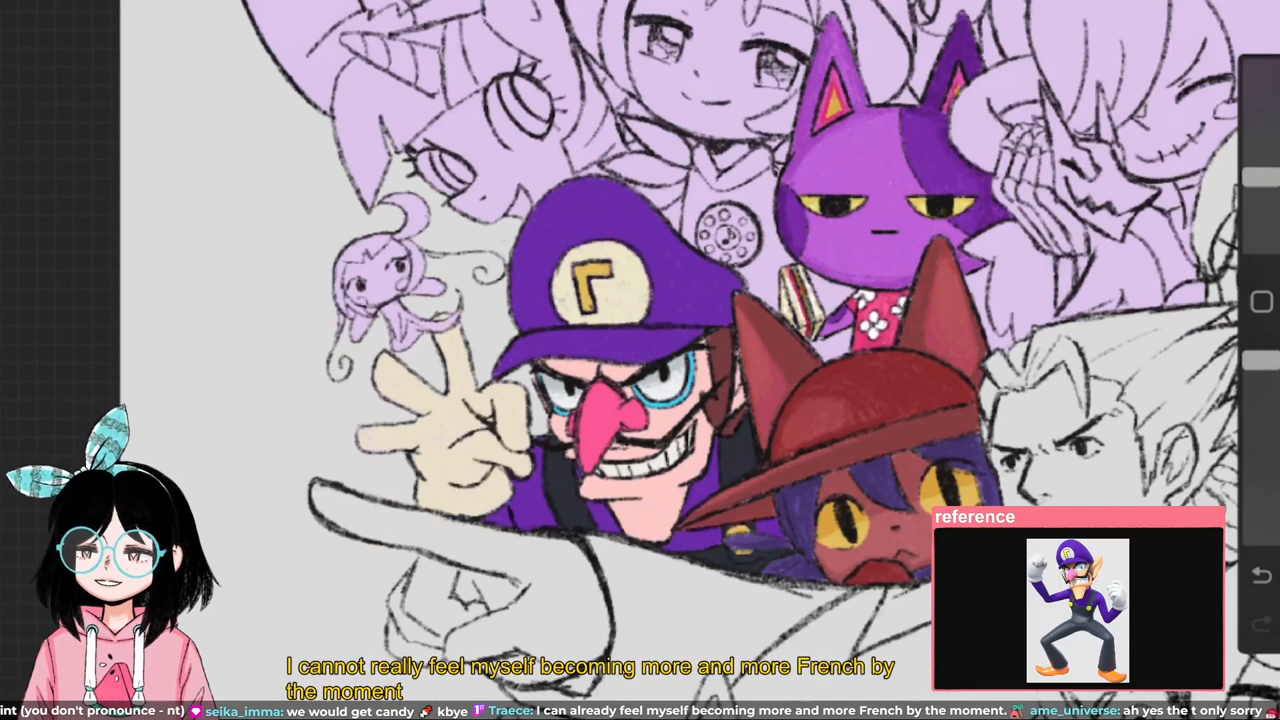 reference
I cannot really feel myself becoming more and more French by
the moment
int (you don't pronounce - nt) seika_imma: we would get candy kbye 1st Traece: I can already feel myself becoming more and more French by the moment. ame_universe: ah yes the t only sorry